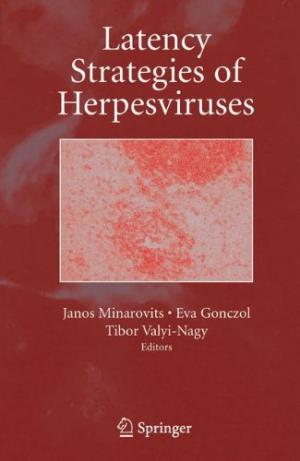 Latency
Strategies of
Herpesviruses
Janos Minarovits • Eva Gonczol
Tibor Valyi-Nagy
Editors
Springer